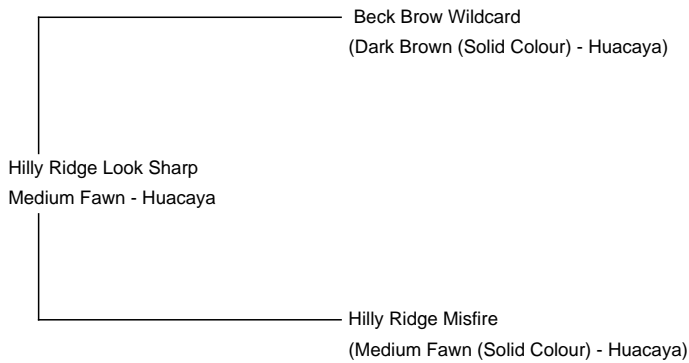 Beck Brow Wildcard
(Dark Brown (Solid Colour) - Huacaya)
Hilly Ridge Look Sharp
Medium Fawn - Huacaya
Hilly Ridge Misfire
(Medium Fawn (Solid Colour) - Huacaya)